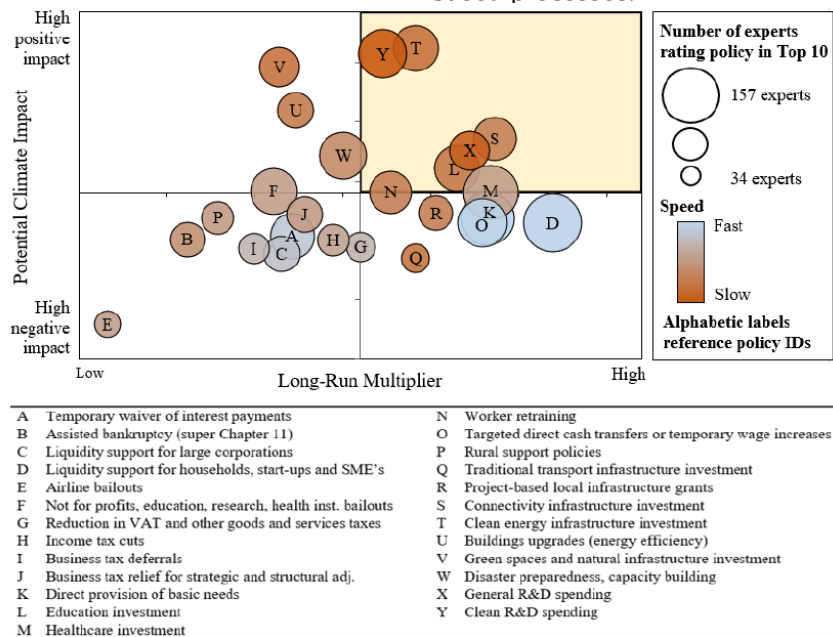 High
positive
impact
Potential Climate Impact
High
negative
impact
Y
T
V
U
S
X
L
W
F
N
M
P
J
R
K
O
D
B
A
I
C
H
G
Q
E
Low
Long-Run Multiplier
High
Number of experts
rating policy in Top 10
157 experts
34 experts
Speed
Fast
Slow
Alphabetic labels
reference policy IDs
A Temporary waiver of interest payments
B Assisted bankruptcy (super Chapter 11)
C Liquidity support for large corporations
D Liquidity support for households, start-ups and SME's
E Airline bailouts
F Not for profits, education, research, health inst. bailouts
G Reduction in VAT and other goods and services taxes
H Income tax cuts
I Business tax deferrals
J Business tax relief for strategic and structural adj.
K Direct provision of basic needs
L Education investment
M Healthcare investment
N Worker retraining
O Targeted direct cash transfers or temporary wage increases
P Rural support policies
Q Traditional transport infrastructure investment
R Project-based local infrastructure grants
S Connectivity infrastructure investment
T Clean energy infrastructure investment
U Buildings upgrades (energy efficiency)
V Green spaces and natural infrastructure investment
W Disaster preparedness, capacity building
X General R&D spending
Y Clean R&D spending